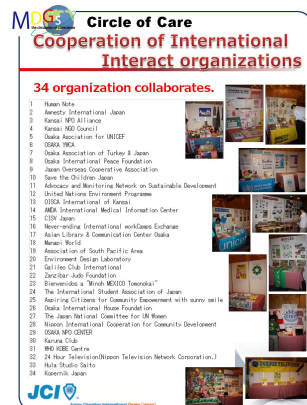 MDGs
Circle of Care
Cooperation of International
Interact organizations
34 organization collaborates.
1 Human Note
2 Amnesty International Japan
3 Kansai NPO Alliance
4 Kansai NGO Council
5 Osaka Association for UNICEF
6 OSAKA YWCA
7 Osaka Association of Turkey & Japan
8 Osaka International Peace Foundation
9 Japan Overseas Cooperative Association
10 Save the Children Japan
11 Advocacy and Monitoring Network on Sustainable Development
12 United Nations Environment Programme
13 OISCA International of Kansai
14 AMDA International Medical Information Center
15 CISV Japan
16 Never-ending International workCamps Exchange
17 Asian Library & Communication Center Osaka
18 Manapi World
19 Association of South Pacific Area
20 Environment Design Laboratory
21 Galileo Club International
22 Zanzibar Judo Foundation
23 Bienvenidos a "Minoh MEXICO Tomonokai"
24 The International Student Association of Japan
25 Aspiring Citizens for Community Empowerment with sunny smile
26 Osaka International House Foundation
27 The Japan National Committee for UN Women
28 Nippon International Cooperation for Community Development
29 OSAKA NPO CENTER
30 Karuna Club
31 WHO KOBE Centre
32 24 Hour Television(Nippon Television Network Corporation.)
33 Hula Studio Saito
34 Kopernik Japan
JCI